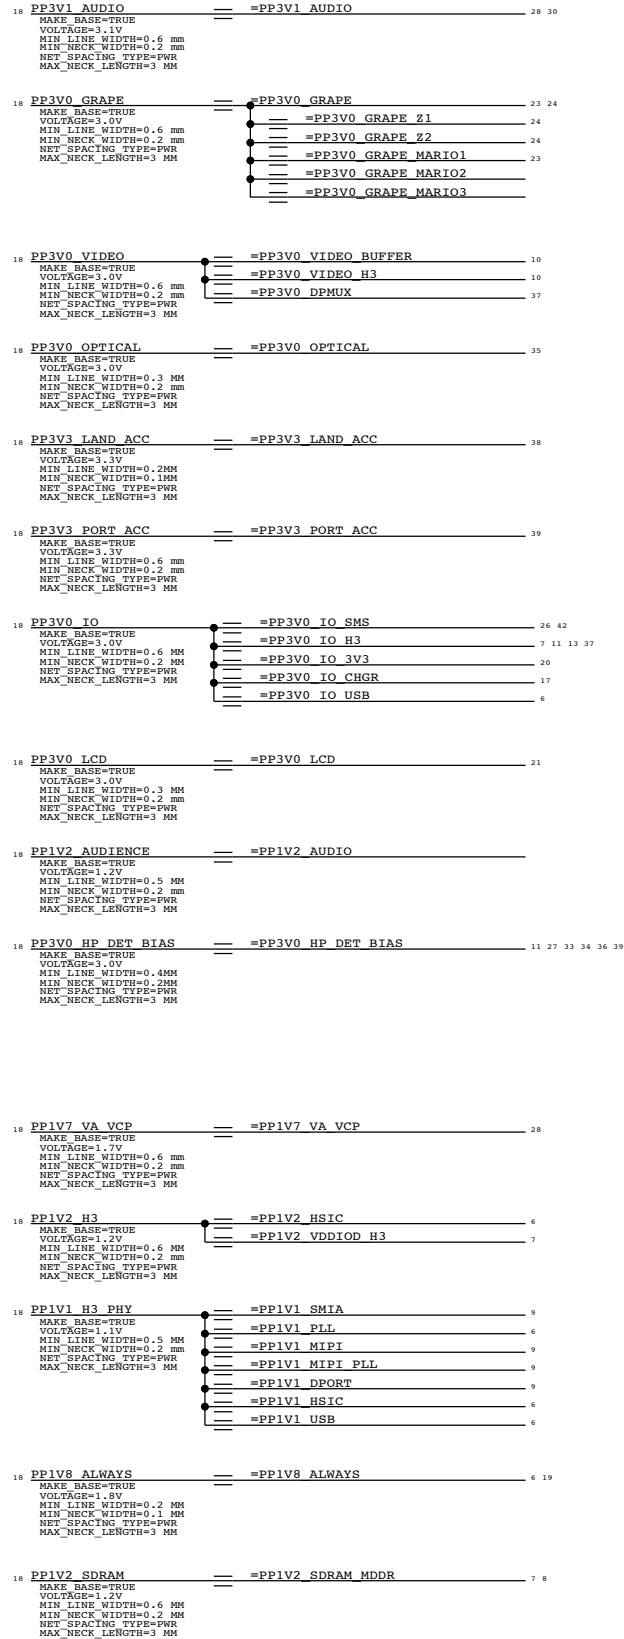 18 PP3V1_AUDIO =PP3V1_AUDIO 28 30
MAKE_BASE=TRUE
VOLTAGE=3.1V
MIN_LINE_WIDTH=0.6 mm
MIN_NECK_WIDTH=0.2 mm
NET_SPACING_TYPE=PWR
MAX_NECK_LENGTH=3 MM
18 PP3V0_GRAPE =PP3V0_GRAPE 23 24
MAKE_BASE=TRUE
VOLTAGE=3.0V
MIN_LINE_WIDTH=0.6 mm
MIN_NECK_WIDTH=0.2 mm
NET_SPACING_TYPE=PWR
MAX_NECK_LENGTH=3 MM
=PP3V0_GRAPE_Z1 24
=PP3V0_GRAPE_Z2 24
=PP3V0_GRAPE_MARIO1 23
=PP3V0_GRAPE_MARIO2
=PP3V0_GRAPE_MARIO3
18 PP3V0_VIDEO =PP3V0_VIDEO_BUFFER 10
MAKE_BASE=TRUE
VOLTAGE=3.0V
MIN_LINE_WIDTH=0.6 mm
MIN_NECK_WIDTH=0.2 mm
NET_SPACING_TYPE=PWR
MAX_NECK_LENGTH=3 MM
=PP3V0_VIDEO_H3 10
=PP3V0_DPMUX 37
18 PP3V0_OPTICAL =PP3V0_OPTICAL 35
MAKE_BASE=TRUE
VOLTAGE=3.0V
MIN_LINE_WIDTH=0.3 MM
MIN_NECK_WIDTH=0.2 mm
NET_SPACING_TYPE=PWR
MAX_NECK_LENGTH=3 MM
18 PP3V3_LAND_ACC =PP3V3_LAND_ACC 38
MAKE_BASE=TRUE
VOLTAGE=3.3V
MIN_LINE_WIDTH=0.2MM
MIN_NECK_WIDTH=0.1MM
NET_SPACING_TYPE=PWR
MAX_NECK_LENGTH=3 MM
18 PP3V3_PORT_ACC =PP3V3_PORT_ACC 39
MAKE_BASE=TRUE
VOLTAGE=3.3V
MIN_LINE_WIDTH=0.6 mm
MIN_NECK_WIDTH=0.2 mm
NET_SPACING_TYPE=PWR
MAX_NECK_LENGTH=3 MM
18 PP3V0_IO =PP3V0_IO_SMS 26 42
MAKE_BASE=TRUE
VOLTAGE=3.0V
MIN_LINE_WIDTH=0.6 MM
MIN_NECK_WIDTH=0.2 MM
NET_SPACING_TYPE=PWR
MAX_NECK_LENGTH=3 MM
=PP3V0_IO_H3 7 11 13 37
=PP3V0_IO_3V3 20
=PP3V0_IO_CHGR 17
=PP3V0_IO_USB 6
18 PP3V0_LCD =PP3V0_LCD 21
MAKE_BASE=TRUE
VOLTAGE=3.0V
MIN_LINE_WIDTH=0.3 MM
MIN_NECK_WIDTH=0.2 mm
NET_SPACING_TYPE=PWR
MAX_NECK_LENGTH=3 MM
18 PP1V2_AUDIENCE =PP1V2_AUDIO
MAKE_BASE=TRUE
VOLTAGE=1.2V
MIN_LINE_WIDTH=0.5 MM
MIN_NECK_WIDTH=0.2 mm
NET_SPACING_TYPE=PWR
MAX_NECK_LENGTH=3 MM
18 PP3V0_HP_DET_BIAS =PP3V0_HP_DET_BIAS 11 27 33 34 36 39
MAKE_BASE=TRUE
VOLTAGE=3.0V
MIN_LINE_WIDTH=0.4MM
MIN_NECK_WIDTH=0.2MM
NET_SPACING_TYPE=PWR
MAX_NECK_LENGTH=3 MM
18 PP1V7_VA_VCP =PP1V7_VA_VCP 28
MAKE_BASE=TRUE
VOLTAGE=1.7V
MIN_LINE_WIDTH=0.6 mm
MIN_NECK_WIDTH=0.2 mm
NET_SPACING_TYPE=PWR
MAX_NECK_LENGTH=3 MM
18 PP1V2_H3 =PP1V2_HSIC 6
MAKE_BASE=TRUE
VOLTAGE=1.2V
MIN_LINE_WIDTH=0.6 MM
MIN_NECK_WIDTH=0.2 mm
NET_SPACING_TYPE=PWR
MAX_NECK_LENGTH=3 MM
=PP1V2_VDDIOD_H3 7
18 PP1V1_H3_PHY =PP1V1_SMIA 9
MAKE_BASE=TRUE
VOLTAGE=1.1V
MIN_LINE_WIDTH=0.5 MM
MIN_NECK_WIDTH=0.2 mm
NET_SPACING_TYPE=PWR
MAX_NECK_LENGTH=3 MM
=PP1V1_PLL 6
=PP1V1_MIPI 9
=PP1V1_MIPI_PLL 9
=PP1V1_DPORT 9
=PP1V1_HSIC 6
=PP1V1_USB 6
18 PP1V8_ALWAYS =PP1V8_ALWAYS 6 19
MAKE_BASE=TRUE
VOLTAGE=1.8V
MIN_LINE_WIDTH=0.2 MM
MIN_NECK_WIDTH=0.1 MM
NET_SPACING_TYPE=PWR
MAX_NECK_LENGTH=3 MM
18 PP1V2_SDRAM =PP1V2_SDRAM_MDDR 7 8
MAKE_BASE=TRUE
VOLTAGE=1.2V
MIN_LINE_WIDTH=0.6 MM
MIN_NECK_WIDTH=0.2 MM
NET_SPACING_TYPE=PWR
MAX_NECK_LENGTH=3 MM